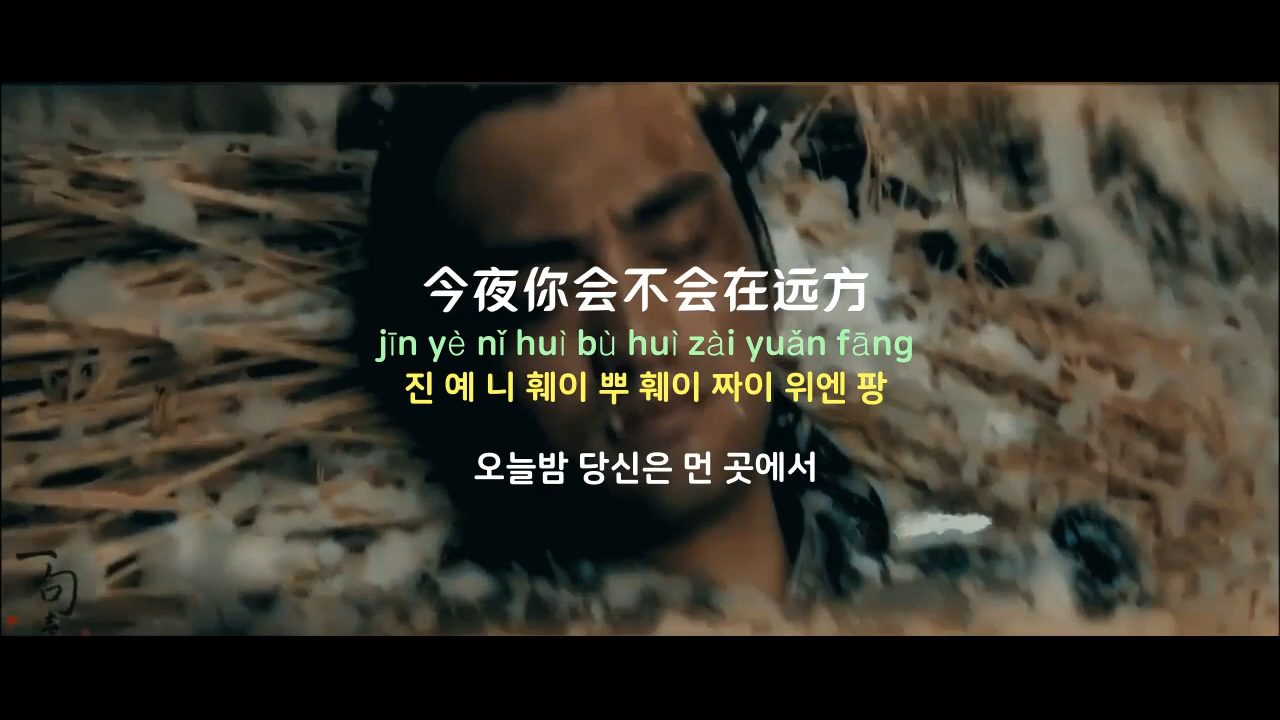 今夜你会不会在远方
jīn yè nǐ huì bù huì zài yuǎn fāng
진 예 니 훼이 뿌 훼이 짜이 위엔 팡
오늘밤 당신은 먼 곳에서
一句